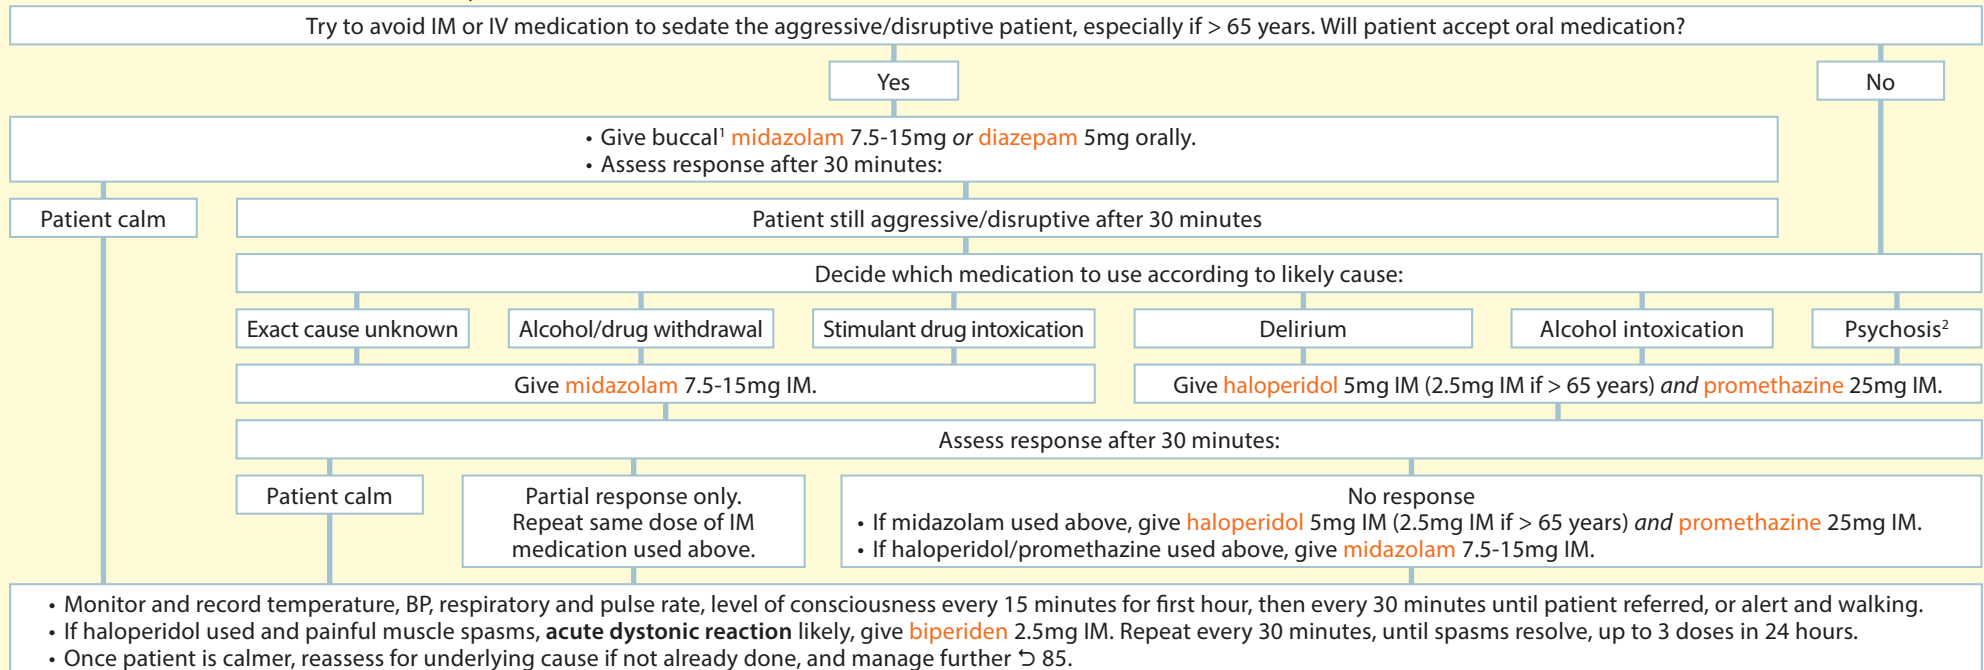 Try to avoid IM or IV medication to sedate the aggressive/disruptive patient, especially if > 65 years. Will patient accept oral medication?
Yes
No
• Give buccal¹ midazolam 7.5-15mg or diazepam 5mg orally.
• Assess response after 30 minutes:
Patient calm
Patient still aggressive/disruptive after 30 minutes
Decide which medication to use according to likely cause:
Exact cause unknown
Alcohol/drug withdrawal
Stimulant drug intoxication
Delirium
Alcohol intoxication
Psychosis²
Give midazolam 7.5-15mg IM.
Give haloperidol 5mg IM (2.5mg IM if > 65 years) and promethazine 25mg IM.
Assess response after 30 minutes:
Patient calm
Partial response only.
Repeat same dose of IM
medication used above.
No response
• If midazolam used above, give haloperidol 5mg IM (2.5mg IM if > 65 years) and promethazine 25mg IM.
• If haloperidol/promethazine used above, give midazolam 7.5-15mg IM.
• Monitor and record temperature, BP, respiratory and pulse rate, level of consciousness every 15 minutes for first hour, then every 30 minutes until patient referred, or alert and walking.
• If haloperidol used and painful muscle spasms, acute dystonic reaction likely, give biperiden 2.5mg IM. Repeat every 30 minutes, until spasms resolve, up to 3 doses in 24 hours.
• Once patient is calmer, reassess for underlying cause if not already done, and manage further ⮌ 85.